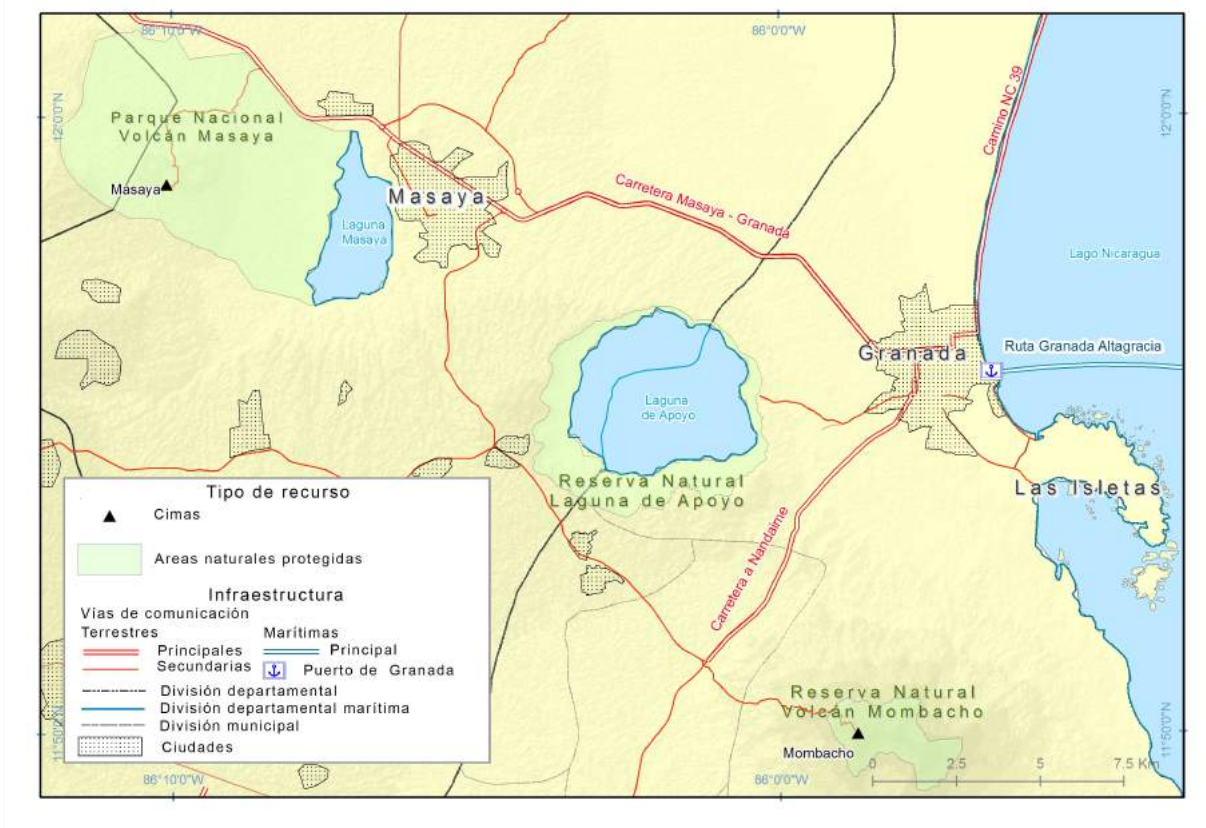 86°10'0"W
86°0'0"W
12°0'0"N
12°0'0"N
Parque Nacional
Volcán Masaya
Masaya
Masaya
Laguna
Masaya
Carretera Masaya - Granada
Camino NC 39
Lago Nicaragua
Granada
Ruta Granada Altagracia
Laguna
de Apoyo
Reserva Natural
Laguna de Apoyo
Las Isletas
Carretera a Nandaime
Reserva Natural
Volcán Mombacho
Mombacho
0 2.5 5 7.5 Km
11°50'0"N
11°50'0"N
86°10'0"W
86°0'0"W
Tipo de recurso
Cimas
Areas naturales protegidas
Infraestructura
Vías de comunicación
Terrestres Marítimas
Principales Principal
Secundarias Puerto de Granada
División departamental
División departamental marítima
División municipal
Ciudades